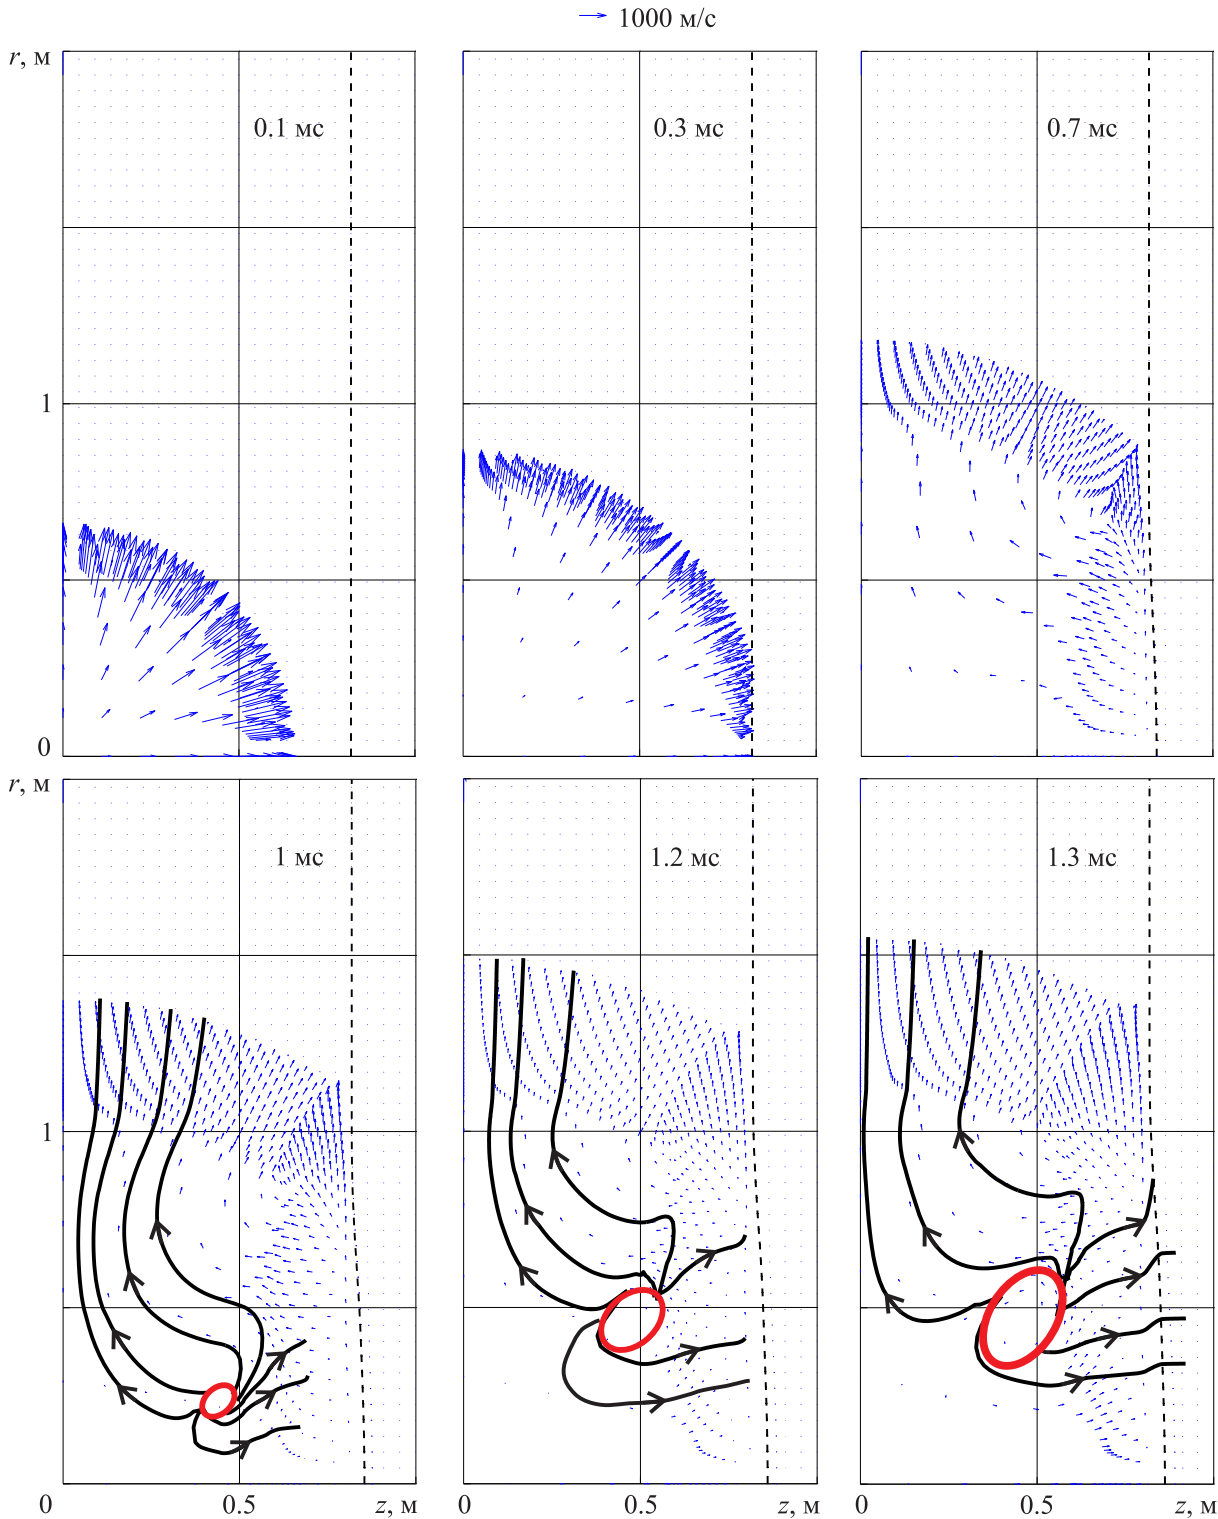 1000 м/с
r, м
0.1 мс
0.3 мс
0.7 мс
1
0
r, м
1 мс
1.2 мс
1.3 мс
1
0 0.5 z, м 0 0.5 z, м 0 0.5 z, м